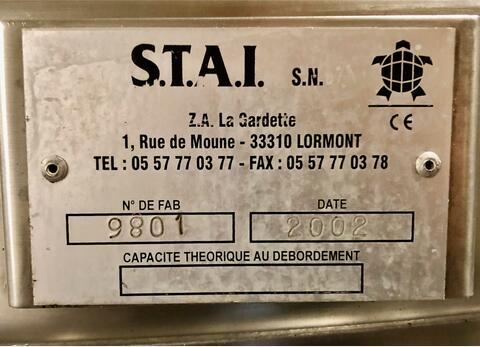 S.T.A.I. S.N.
Z.A. La Gardette
CE
1, Rue de Moune - 33310 LORMONT
TEL : 05 57 77 03 77 - FAX : 05 57 77 03 78
N° DE FAB DATE
9801 2002
CAPACITE THEORIQUE AU DEBORDEMENT